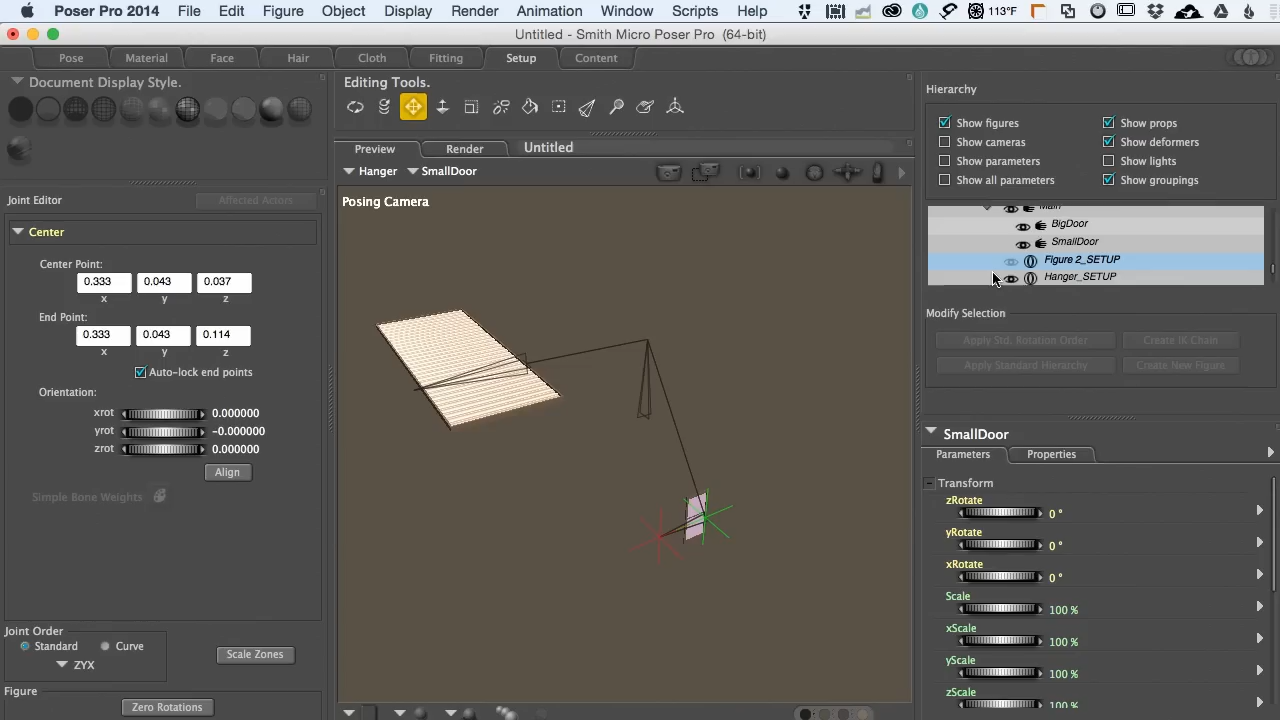 Poser Pro 2014 File Edit Figure Object Display Render Animation Window Scripts Help 113°F
Untitled - Smith Micro Poser Pro (64-bit)
Pose Material Face Hair Cloth Fitting Setup Content
Document Display Style.
Editing Tools.
Hierarchy
Show figures Show props
Show cameras Show deformers
Show parameters Show lights
Show all parameters Show groupings
Preview Render Untitled
Hanger SmallDoor
Posing Camera
Joint Editor Affected Actors
Center
Center Point:
0.333 0.043 0.037
x y z
End Point:
0.333 0.043 0.114
x y z
Auto-lock end points
Orientation:
xrot 0.000000
yrot -0.000000
zrot 0.000000
Align
Simple Bone Weights
Joint Order
Standard Curve
ZYX
Scale Zones
Figure
Zero Rotations
Main
BigDoor
SmallDoor
Figure 2_SETUP
Hanger_SETUP
Modify Selection
Apply Std. Rotation Order Create IK Chain
Apply Standard Hierarchy Create New Figure
SmallDoor
Parameters Properties
Transform
zRotate
0 °
yRotate
0 °
xRotate
0 °
Scale
100 %
xScale
100 %
yScale
100 %
zScale
100 %